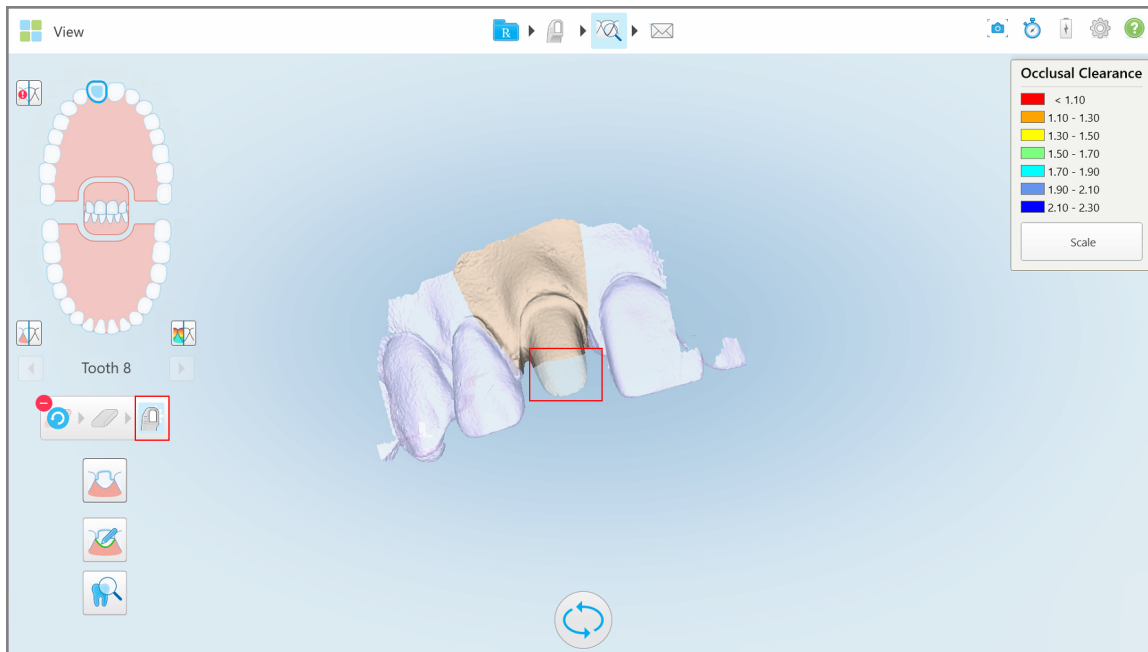 View
R
?
Occlusal Clearance
< 1.10
1.10 - 1.30
1.30 - 1.50
1.50 - 1.70
1.70 - 1.90
1.90 - 2.10
2.10 - 2.30
Scale
Tooth 8